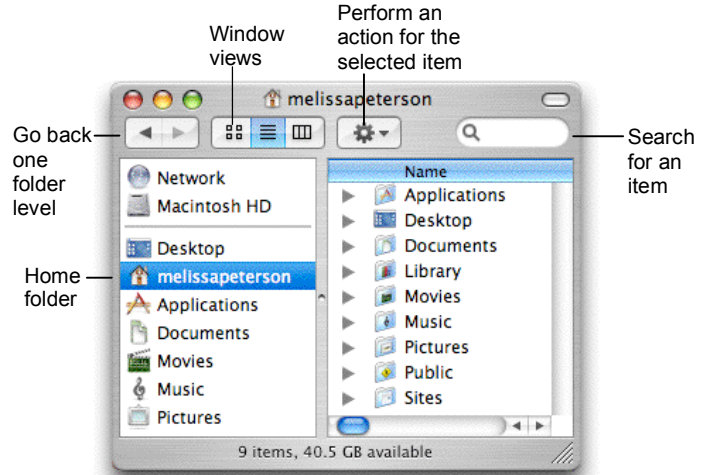 Window
views
Perform an
action for the
selected item
melissapeterson
Go back
one
folder
level
Search
for an
item
Home
folder
Network
Macintosh HD
Desktop
melissapeterson
Applications
Documents
Movies
Music
Pictures
Name
Applications
Desktop
Documents
Library
Movies
Music
Pictures
Public
Sites
9 items, 40.5 GB available